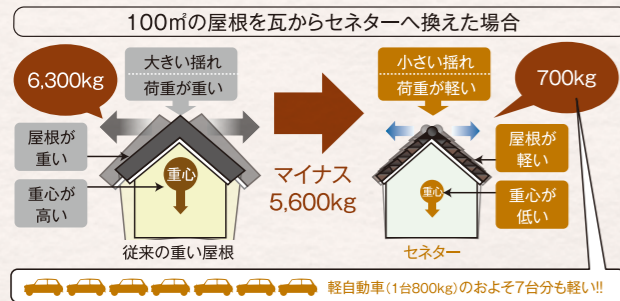 100㎡の屋根を瓦からセネターへ換えた場合
6,300kg
大きい揺れ
荷重が重い
屋根が
重い
重心が
高い
重心
従来の重い屋根
マイナス
5,600kg
小さい揺れ
荷重が軽い
700kg
屋根が
軽い
重心が
低い
重心
セネター
軽自動車(1台800kg)のおよそ7台分も軽い!!